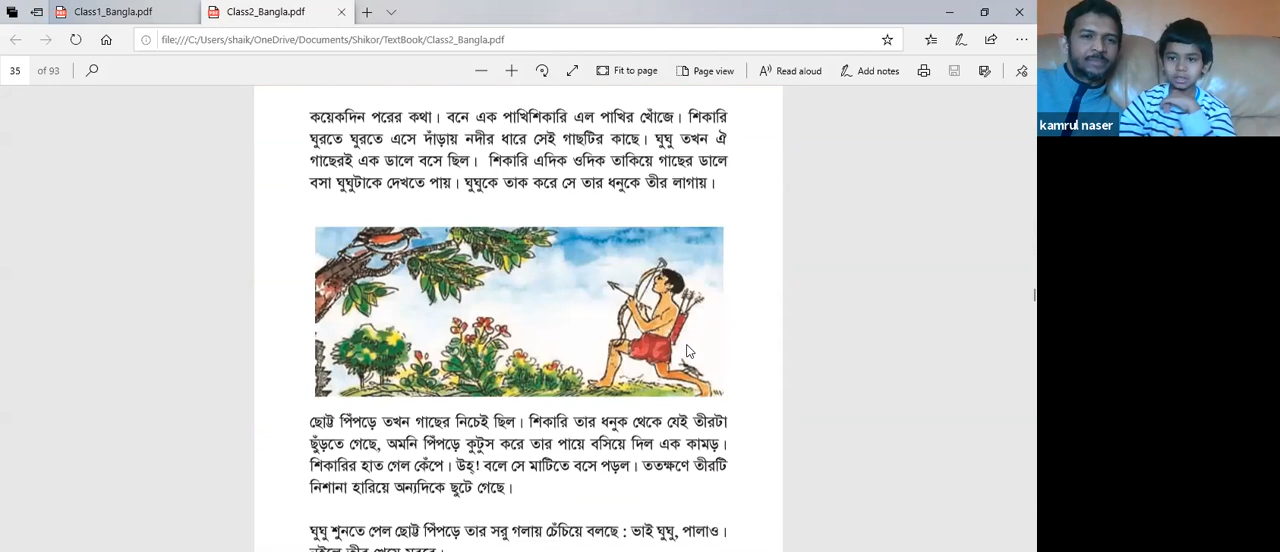 Class1_Bangla.pdf
Class2_Bangla.pdf
file:///C:/Users/shaik/OneDrive/Documents/Shikor/TextBook/Class2_Bangla.pdf
35 of 93
Fit to page
Page view
Read aloud
Add notes
কয়েকদিন পরের কথা। বনে এক পাখিশিকারি এল পাখির খোঁজে। শিকারি
ঘুরতে ঘুরতে এসে দাঁড়ায় নদীর ধারে সেই গাছটির কাছে। ঘুঘু তখন ঐ
গাছেরই এক ডালে বসে ছিল। শিকারি এদিক ওদিক তাকিয়ে গাছের ডালে
বসা ঘুঘুটাকে দেখতে পায়। ঘুঘুকে তাক করে সে তার ধনুকে তীর লাগায়।
ছোট্ট পিঁপড়ে তখন গাছের নিচেই ছিল। শিকারি তার ধনুক থেকে যেই তীরটা
ছুঁড়তে গেছে, অমনি পিঁপড়ে কুটুস করে তার পায়ে বসিয়ে দিল এক কামড়।
শিকারির হাত গেল কেঁপে। উহ্! বলে সে মাটিতে বসে পড়ল। ততক্ষণে তীরটি
নিশানা হারিয়ে অন্যদিকে ছুটে গেছে।
ঘুঘু শুনতে পেল ছোট্ট পিঁপড়ে তার সরু গলায় চেঁচিয়ে বলছে : ভাই ঘুঘু, পালাও।
kamrul naser